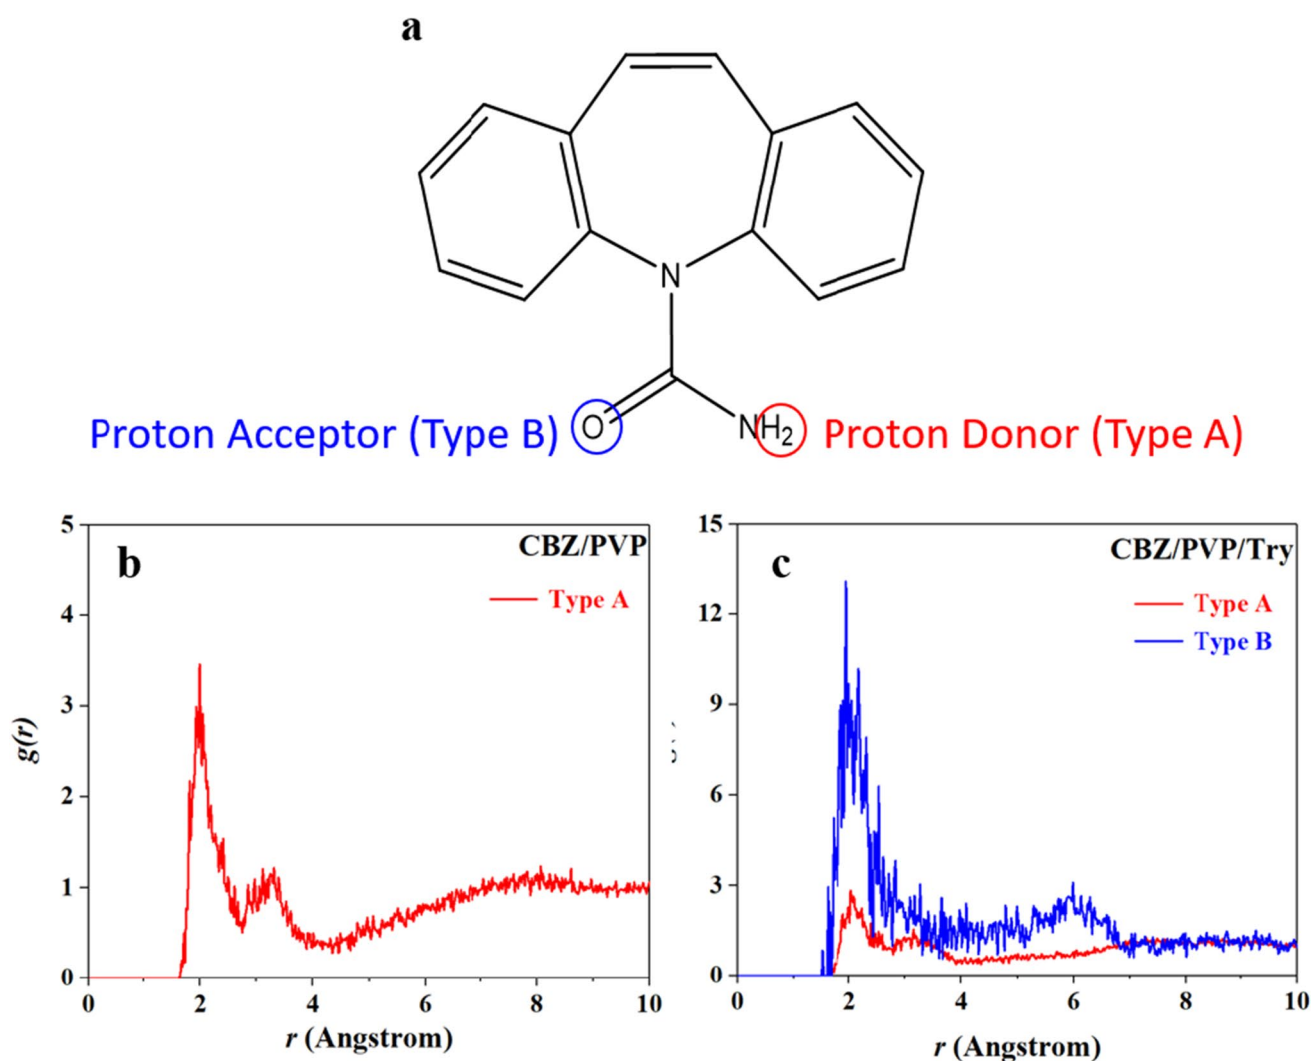 a
N
Proton Acceptor (Type B) O NH2 Proton Donor (Type A)
b
CBZ/PVP
Type A
5
4
3
2
1
0
g(r)
0 2 4 6 8 10
r (Angstrom)
c
CBZ/PVP/Try
Type A
Type B
15
12
9
6
3
0
0 2 4 6 8 10
r (Angstrom)